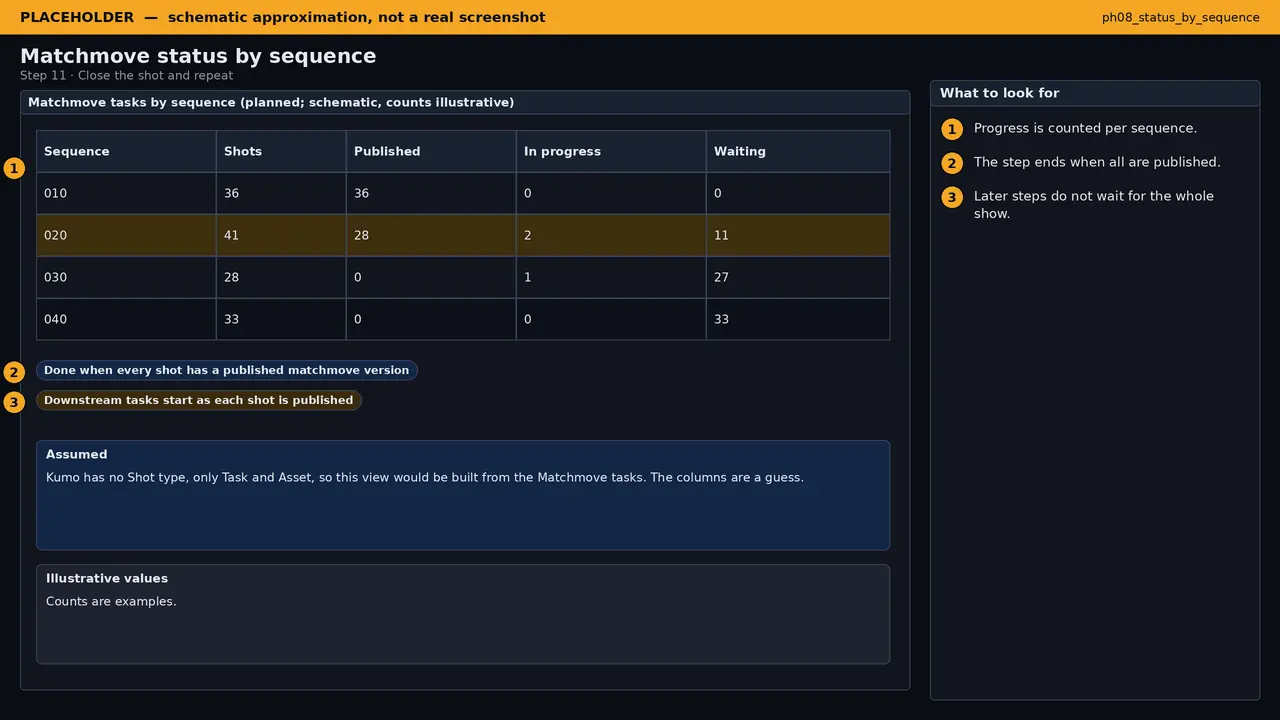 PLACEHOLDER — schematic approximation, not a real screenshot
ph08_status_by_sequence
Matchmove status by sequence
Step 11 · Close the shot and repeat
Matchmove tasks by sequence (planned; schematic, counts illustrative)
1
Sequence Shots Published In progress Waiting
010 36 36 0 0
020 41 28 2 11
030 28 0 1 27
040 33 0 0 33
2 Done when every shot has a published matchmove version
3 Downstream tasks start as each shot is published
Assumed
Kumo has no Shot type, only Task and Asset, so this view would be built from the Matchmove tasks. The columns are a guess.
Illustrative values
Counts are examples.
What to look for
1 Progress is counted per sequence.
2 The step ends when all are published.
3 Later steps do not wait for the whole
show.